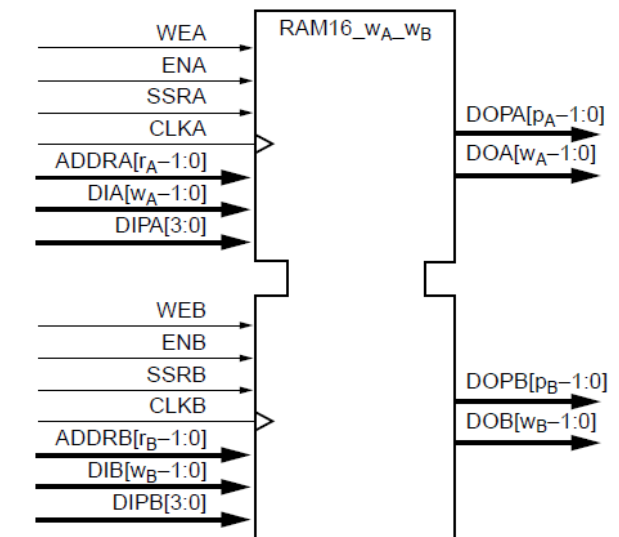 RAM16_wA_wB
WEA
ENA
SSRA
CLKA
ADDRA[rA–1:0]
DIA[wA–1:0]
DIPA[3:0]
DOPA[pA–1:0]
DOA[wA–1:0]
WEB
ENB
SSRB
CLKB
ADDRB[rB–1:0]
DIB[wB–1:0]
DIPB[3:0]
DOPB[pB–1:0]
DOB[wB–1:0]